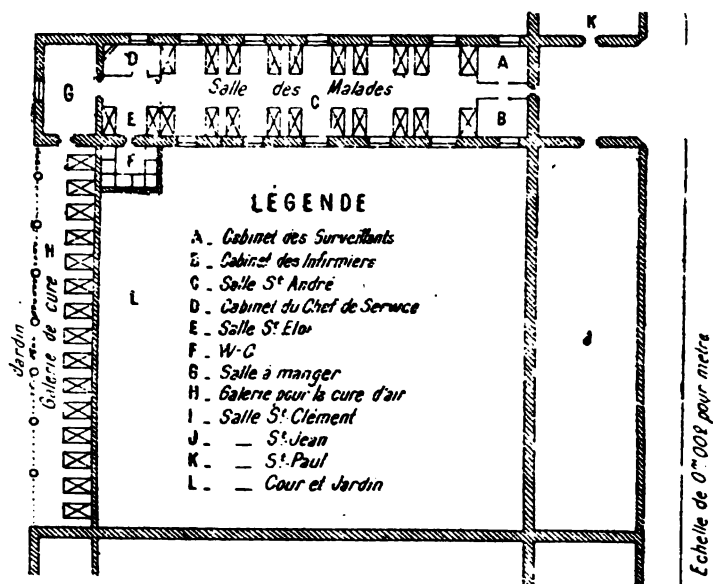 K
D
A
G
Salle des Malades
C
E
B
F
LÉGENDE
A _ Cabinet des Surveillants
B _ Cabinet des Infirmiers
C _ Salle St André
D _ Cabinet du Chef de Service
E _ Salle St Eloi
F _ W-C
G _ Salle à manger
H _ Galerie pour la cure d'air
I _ Salle St Clément
J _ _ St Jean
K _ _ St Paul
L _ _ Cour et Jardin
H
L
J
Jardin
Galerie de cure
Echelle de 0m008 pour metre